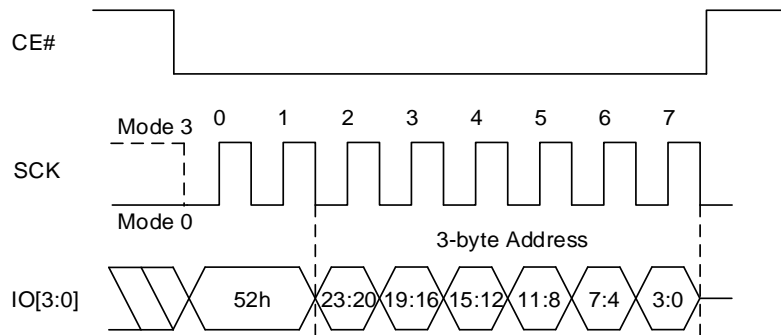 CE#
Mode 3 0 1 2 3 4 5 6 7
SCK
Mode 0
3-byte Address
IO[3:0] 52h 23:20 19:16 15:12 11:8 7:4 3:0